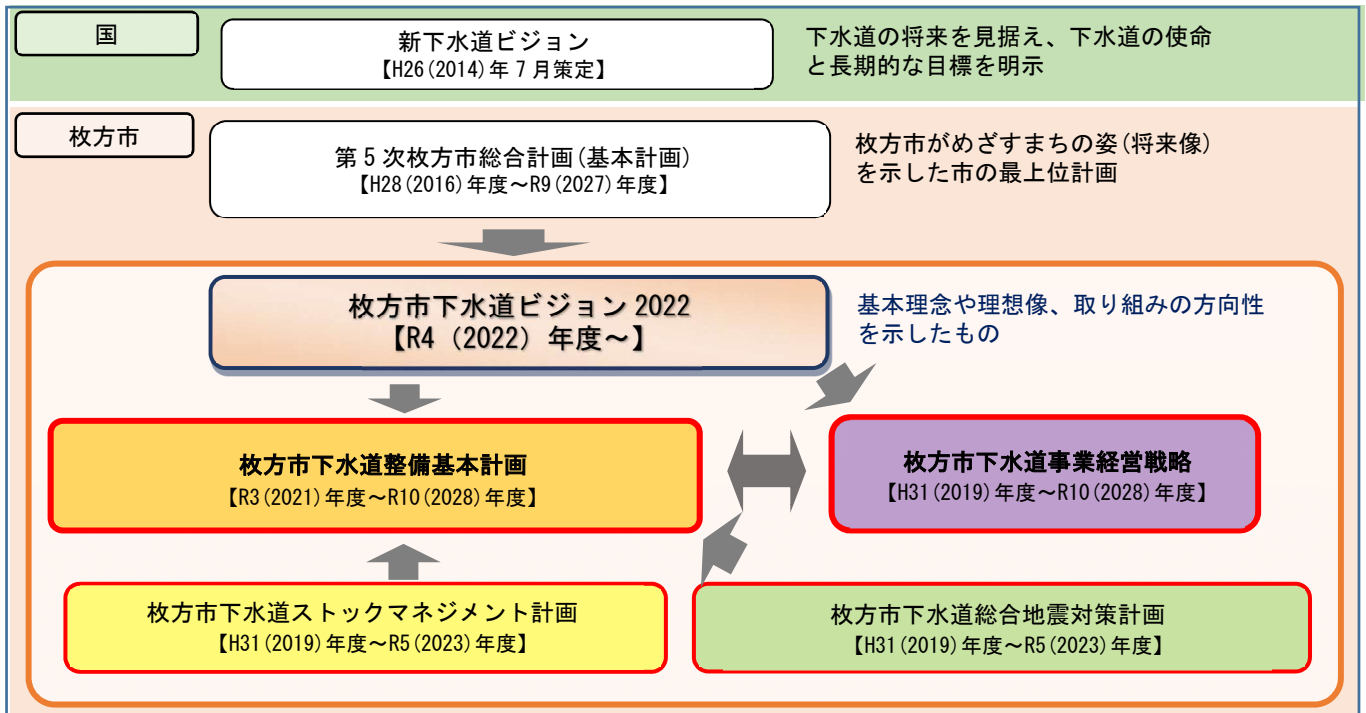 国
新下水道ビジョン
【H26(2014)年7月策定】
下水道の将来を見据え、下水道の使命
と長期的な目標を明示
枚方市
第5次枚方市総合計画(基本計画)
【H28(2016)年度～R9(2027)年度】
枚方市がめざすまちの姿(将来像)
を示した市の最上位計画
枚方市下水道ビジョン2022
【R4（2022）年度～】
基本理念や理想像、取り組みの方向性
を示したもの
枚方市下水道整備基本計画
【R3(2021)年度～R10(2028)年度】
枚方市下水道事業経営戦略
【H31(2019)年度～R10(2028)年度】
枚方市下水道ストックマネジメント計画
【H31(2019)年度～R5(2023)年度】
枚方市下水道総合地震対策計画
【H31(2019)年度～R5(2023)年度】